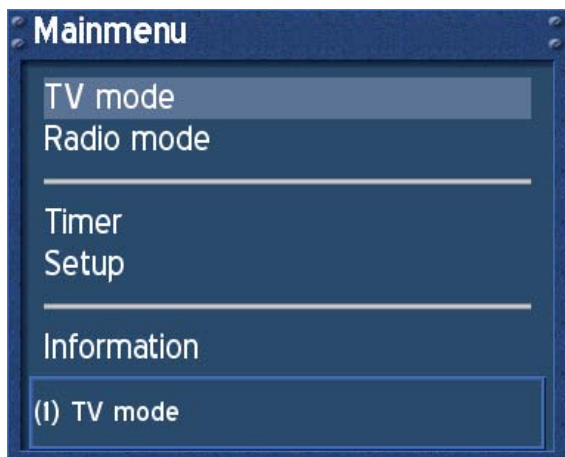 Mainmenu
TV mode
Radio mode
Timer
Setup
Information
(1) TV mode